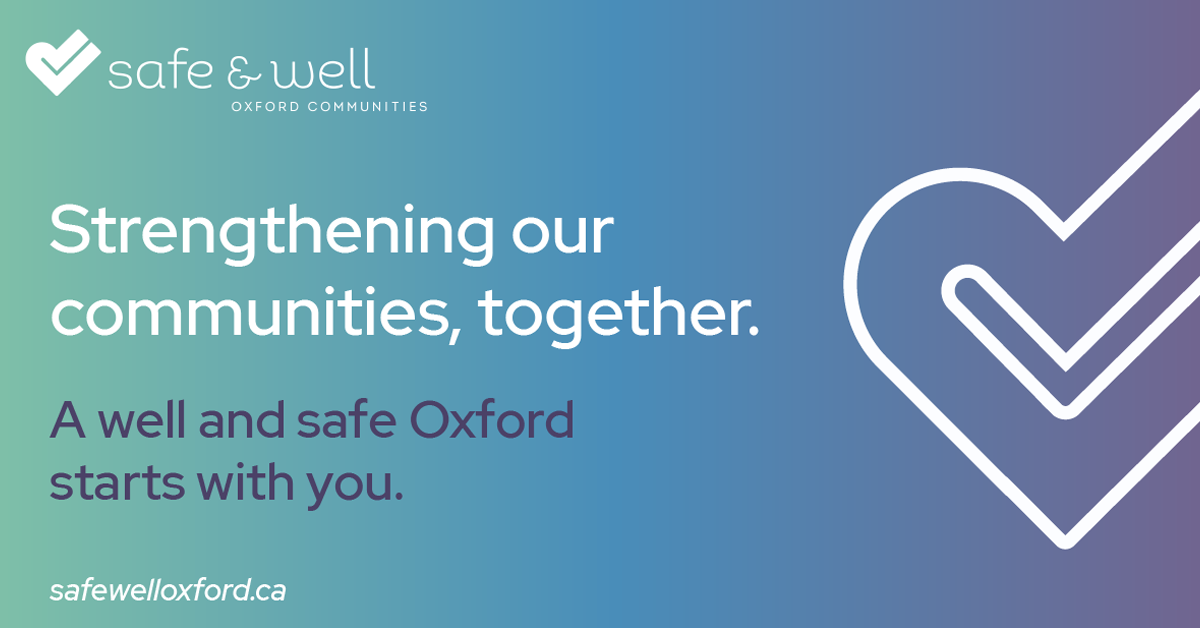 safe & well
OXFORD COMMUNITIES
Strengthening our
communities, together.
A well and safe Oxford
starts with you.
safewelloxford.ca